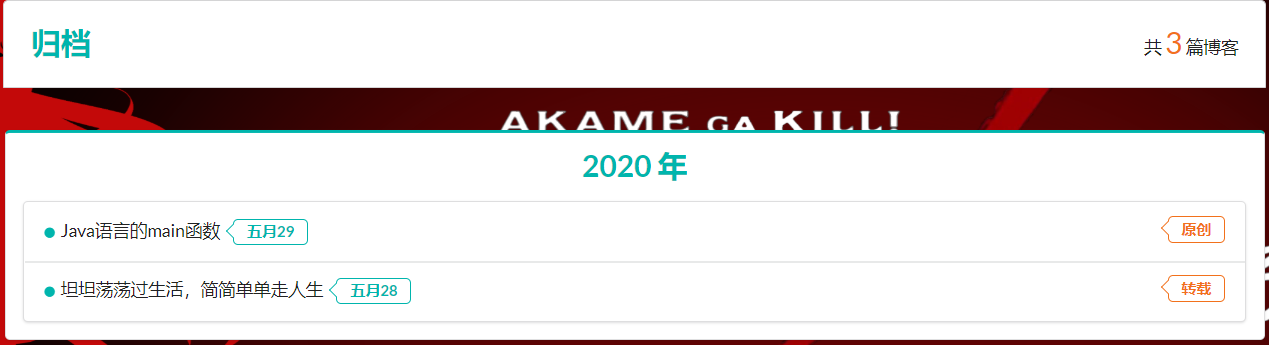 归档
共 3 篇博客
AKAME GA KILL!
2020 年
Java语言的main函数 五月29 原创
坦坦荡荡过生活，简简单单走人生 五月28 转载